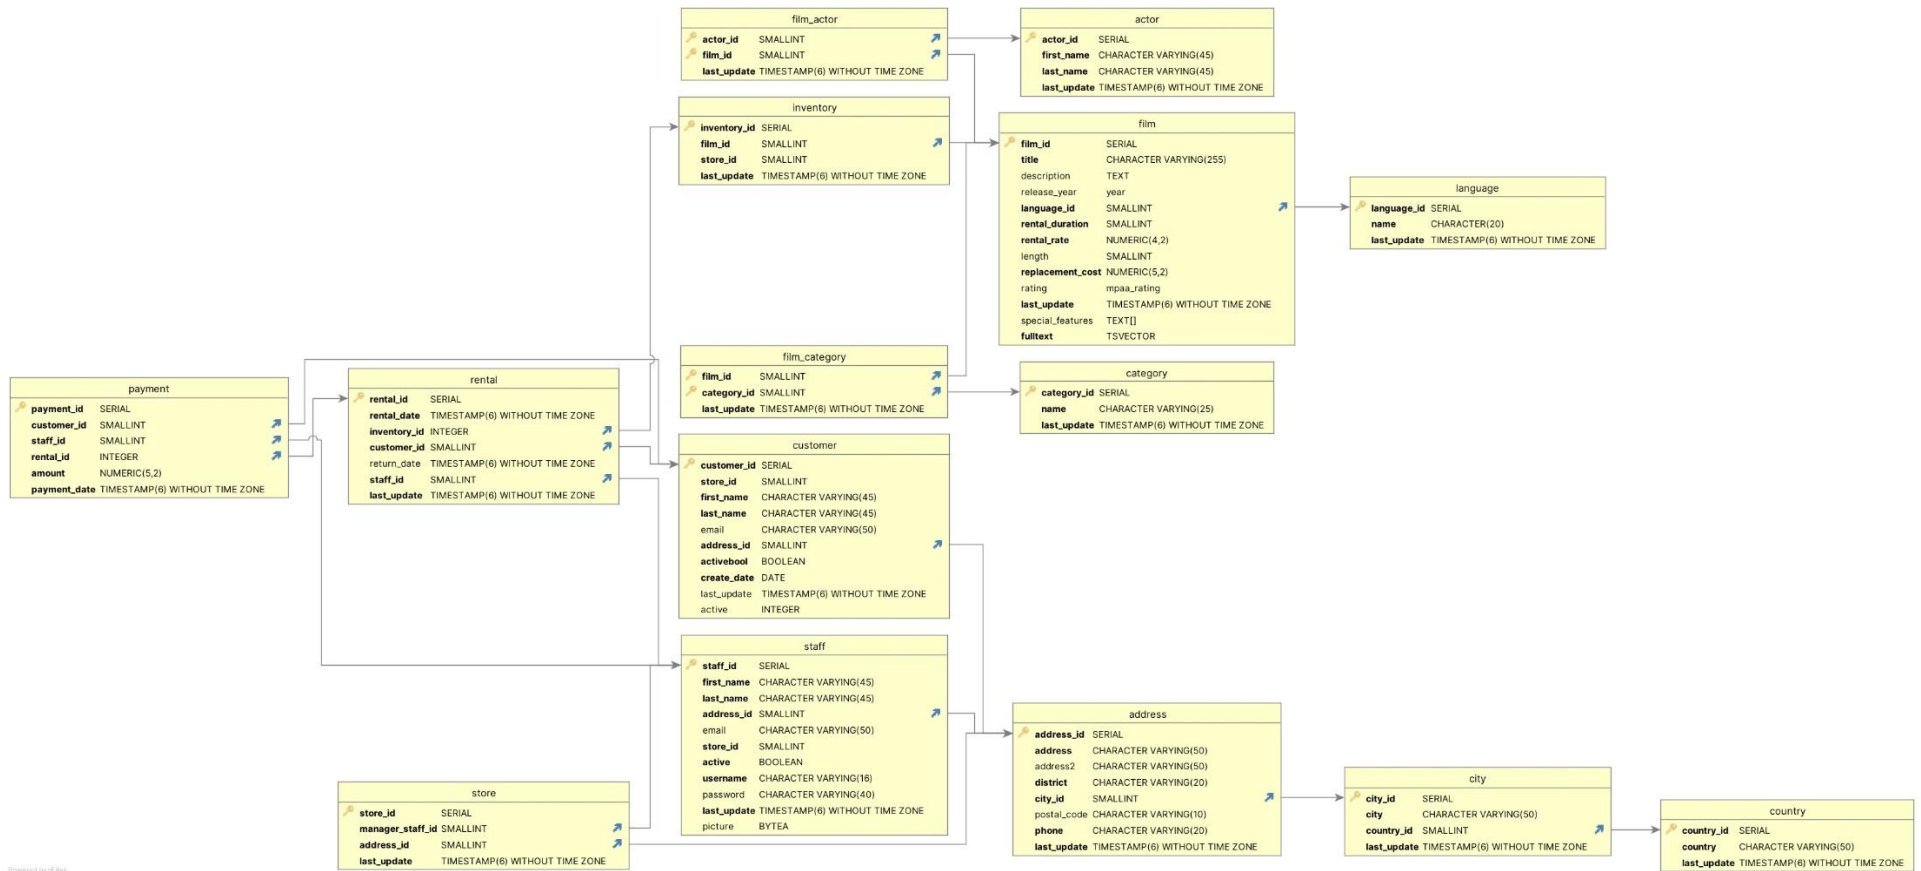 film_actor
actor_id SMALLINT
film_id SMALLINT
last_update TIMESTAMP(6) WITHOUT TIME ZONE
actor
actor_id SERIAL
first_name CHARACTER VARYING(45)
last_name CHARACTER VARYING(45)
last_update TIMESTAMP(6) WITHOUT TIME ZONE
inventory
inventory_id SERIAL
film_id SMALLINT
store_id SMALLINT
last_update TIMESTAMP(6) WITHOUT TIME ZONE
film
film_id SERIAL
title CHARACTER VARYING(255)
description TEXT
release_year year
language_id SMALLINT
rental_duration SMALLINT
rental_rate NUMERIC(4,2)
length SMALLINT
replacement_cost NUMERIC(5,2)
rating mpaa_rating
last_update TIMESTAMP(6) WITHOUT TIME ZONE
special_features TEXT[]
fulltext TSVECTOR
language
language_id SERIAL
name CHARACTER(20)
last_update TIMESTAMP(6) WITHOUT TIME ZONE
film_category
film_id SMALLINT
category_id SMALLINT
last_update TIMESTAMP(6) WITHOUT TIME ZONE
category
category_id SERIAL
name CHARACTER VARYING(25)
last_update TIMESTAMP(6) WITHOUT TIME ZONE
payment
payment_id SERIAL
customer_id SMALLINT
staff_id SMALLINT
rental_id INTEGER
amount NUMERIC(5,2)
payment_date TIMESTAMP(6) WITHOUT TIME ZONE
rental
rental_id SERIAL
rental_date TIMESTAMP(6) WITHOUT TIME ZONE
inventory_id INTEGER
customer_id SMALLINT
return_date TIMESTAMP(6) WITHOUT TIME ZONE
staff_id SMALLINT
last_update TIMESTAMP(6) WITHOUT TIME ZONE
customer
customer_id SERIAL
store_id SMALLINT
first_name CHARACTER VARYING(45)
last_name CHARACTER VARYING(45)
email CHARACTER VARYING(50)
address_id SMALLINT
activebool BOOLEAN
create_date DATE
last_update TIMESTAMP(6) WITHOUT TIME ZONE
active INTEGER
staff
staff_id SERIAL
first_name CHARACTER VARYING(45)
last_name CHARACTER VARYING(45)
address_id SMALLINT
email CHARACTER VARYING(50)
store_id SMALLINT
active BOOLEAN
username CHARACTER VARYING(16)
password CHARACTER VARYING(40)
last_update TIMESTAMP(6) WITHOUT TIME ZONE
picture BYTEA
store
store_id SERIAL
manager_staff_id SMALLINT
address_id SMALLINT
last_update TIMESTAMP(6) WITHOUT TIME ZONE
address
address_id SERIAL
address CHARACTER VARYING(50)
address2 CHARACTER VARYING(50)
district CHARACTER VARYING(20)
city_id SMALLINT
postal_code CHARACTER VARYING(10)
phone CHARACTER VARYING(20)
last_update TIMESTAMP(6) WITHOUT TIME ZONE
city
city_id SERIAL
city CHARACTER VARYING(50)
country_id SMALLINT
last_update TIMESTAMP(6) WITHOUT TIME ZONE
country
country_id SERIAL
country CHARACTER VARYING(50)
last_update TIMESTAMP(6) WITHOUT TIME ZONE
Powered by